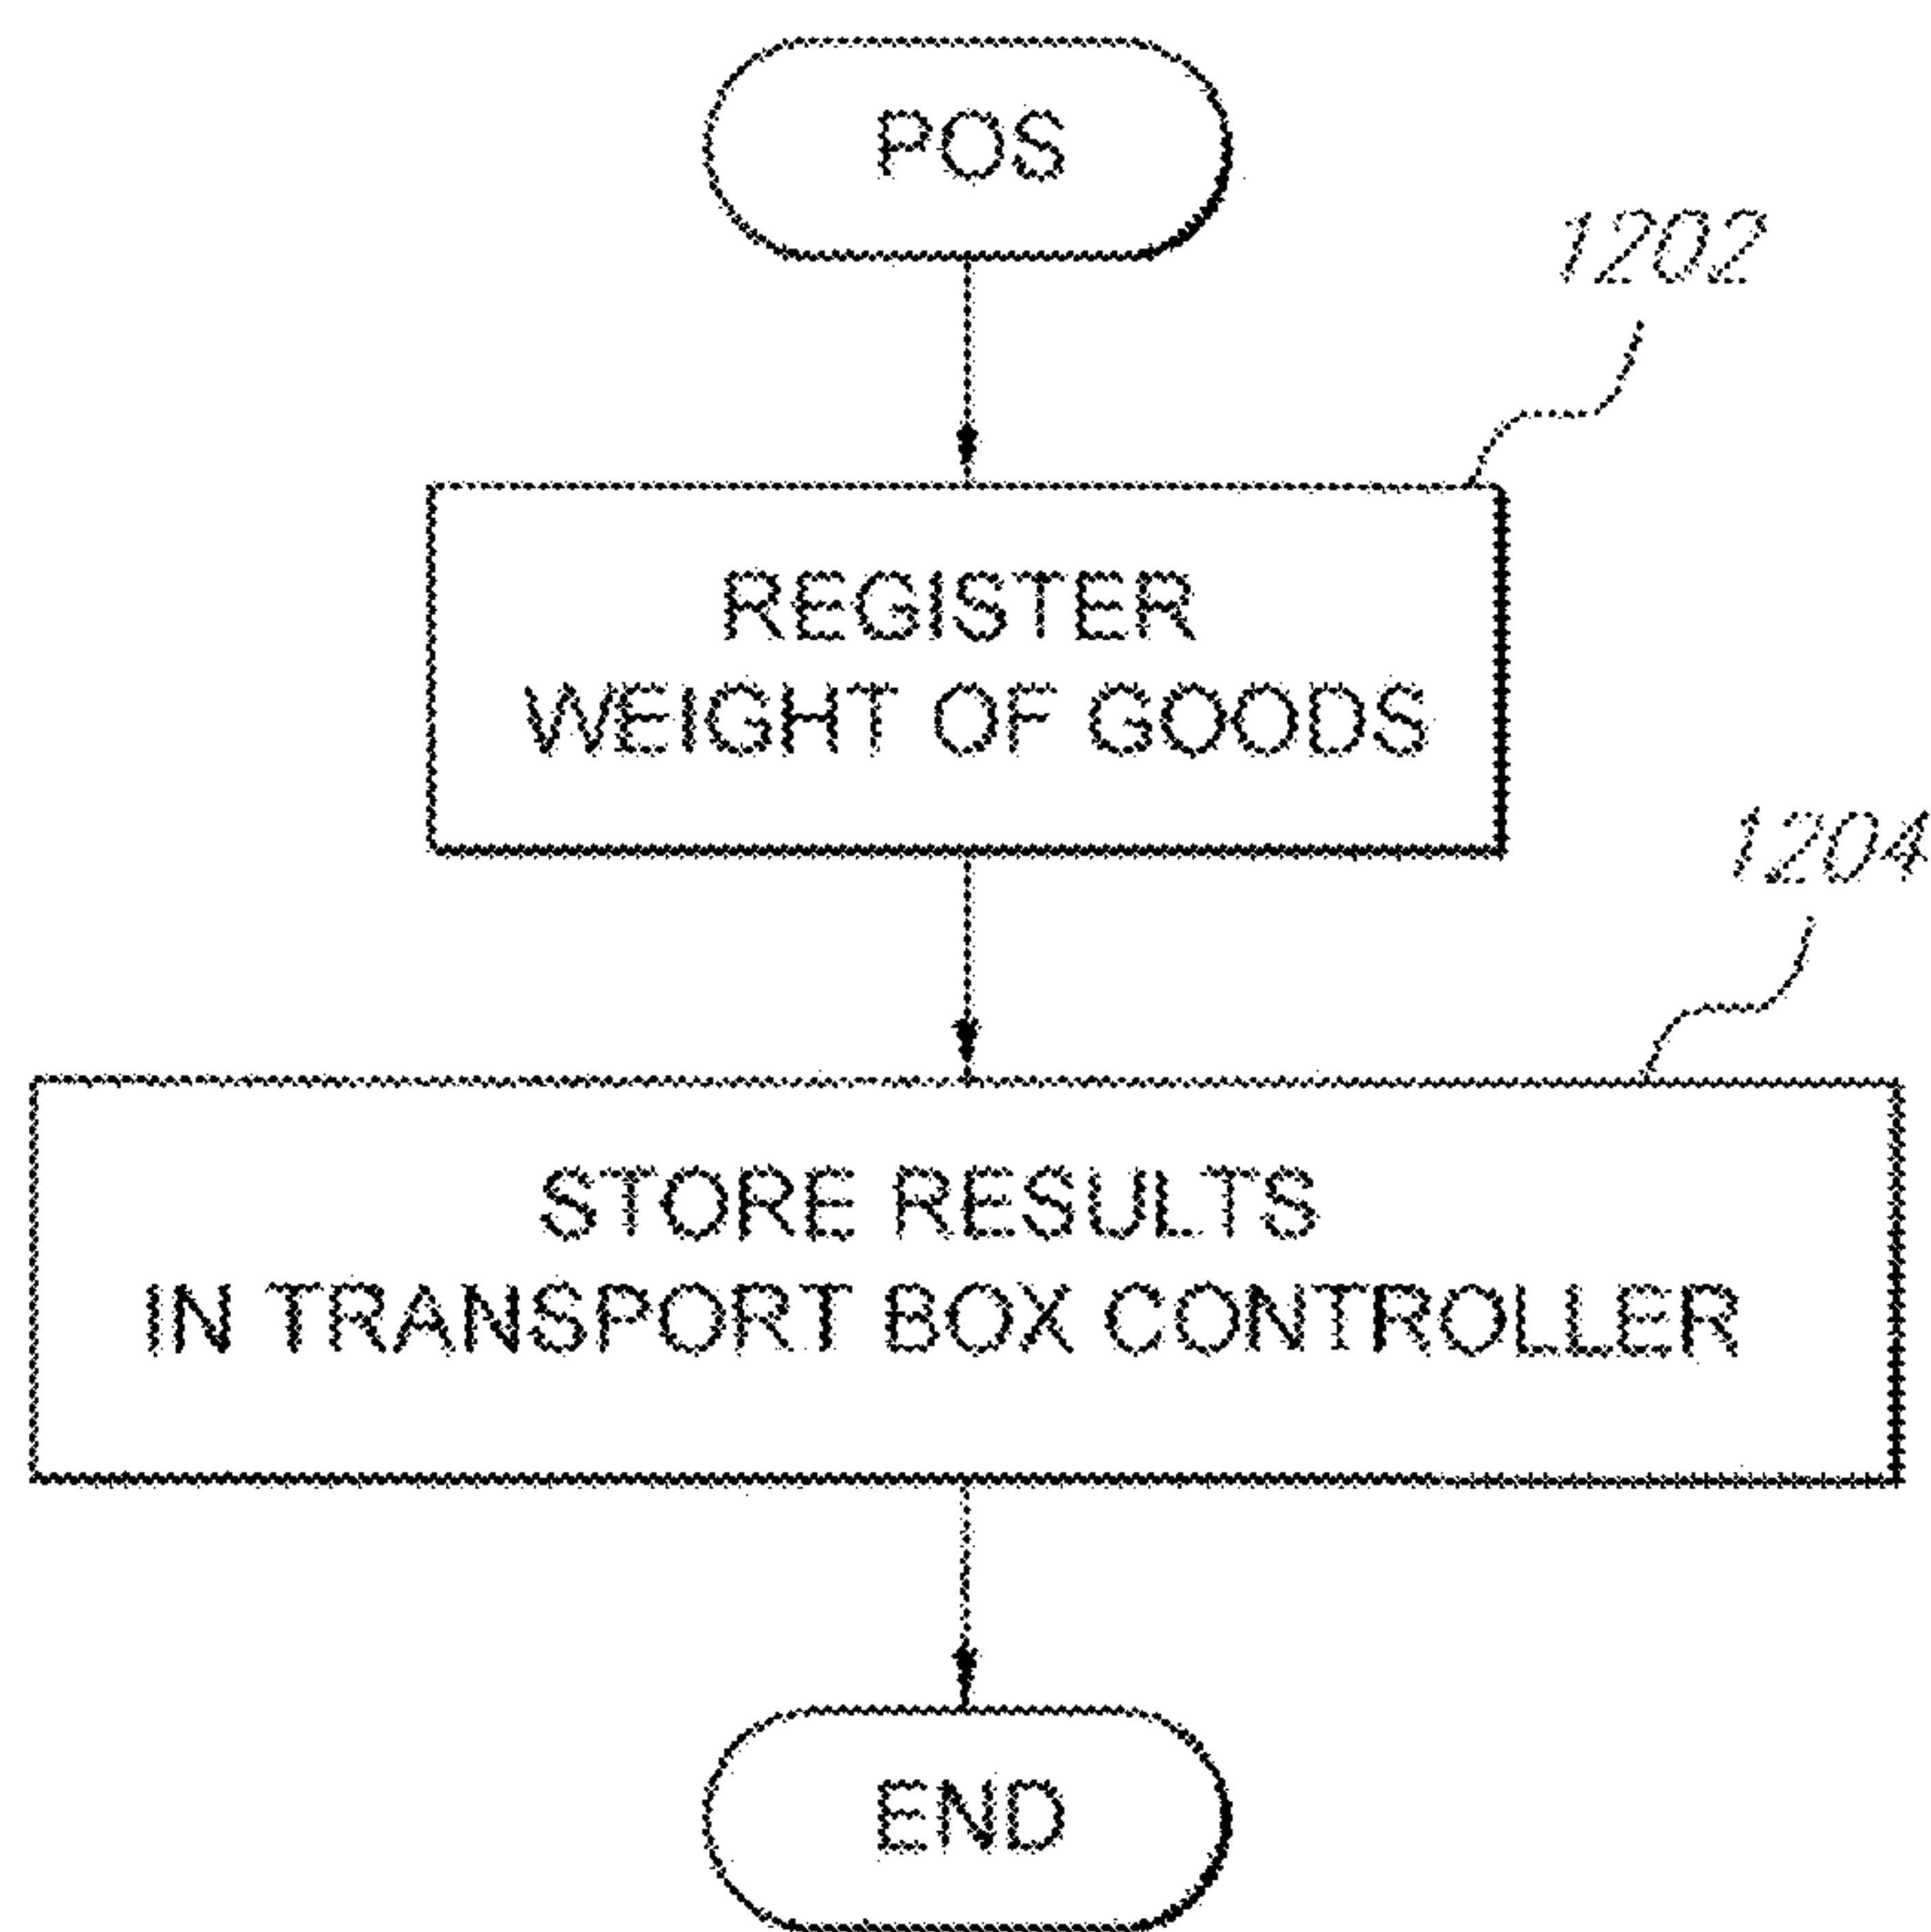 POS
1202
REGISTER
WEIGHT OF GOODS
1204
STORE RESULTS
IN TRANSPORT BOX CONTROLLER
END